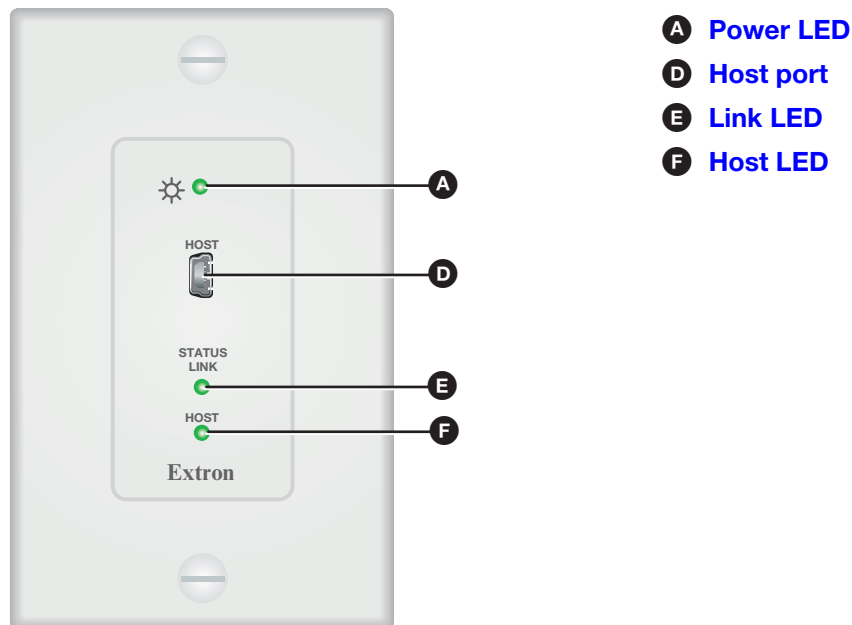 A Power LED
D Host port
E Link LED
F Host LED
A
HOST
D
STATUS
LINK
E
HOST
F
Extron